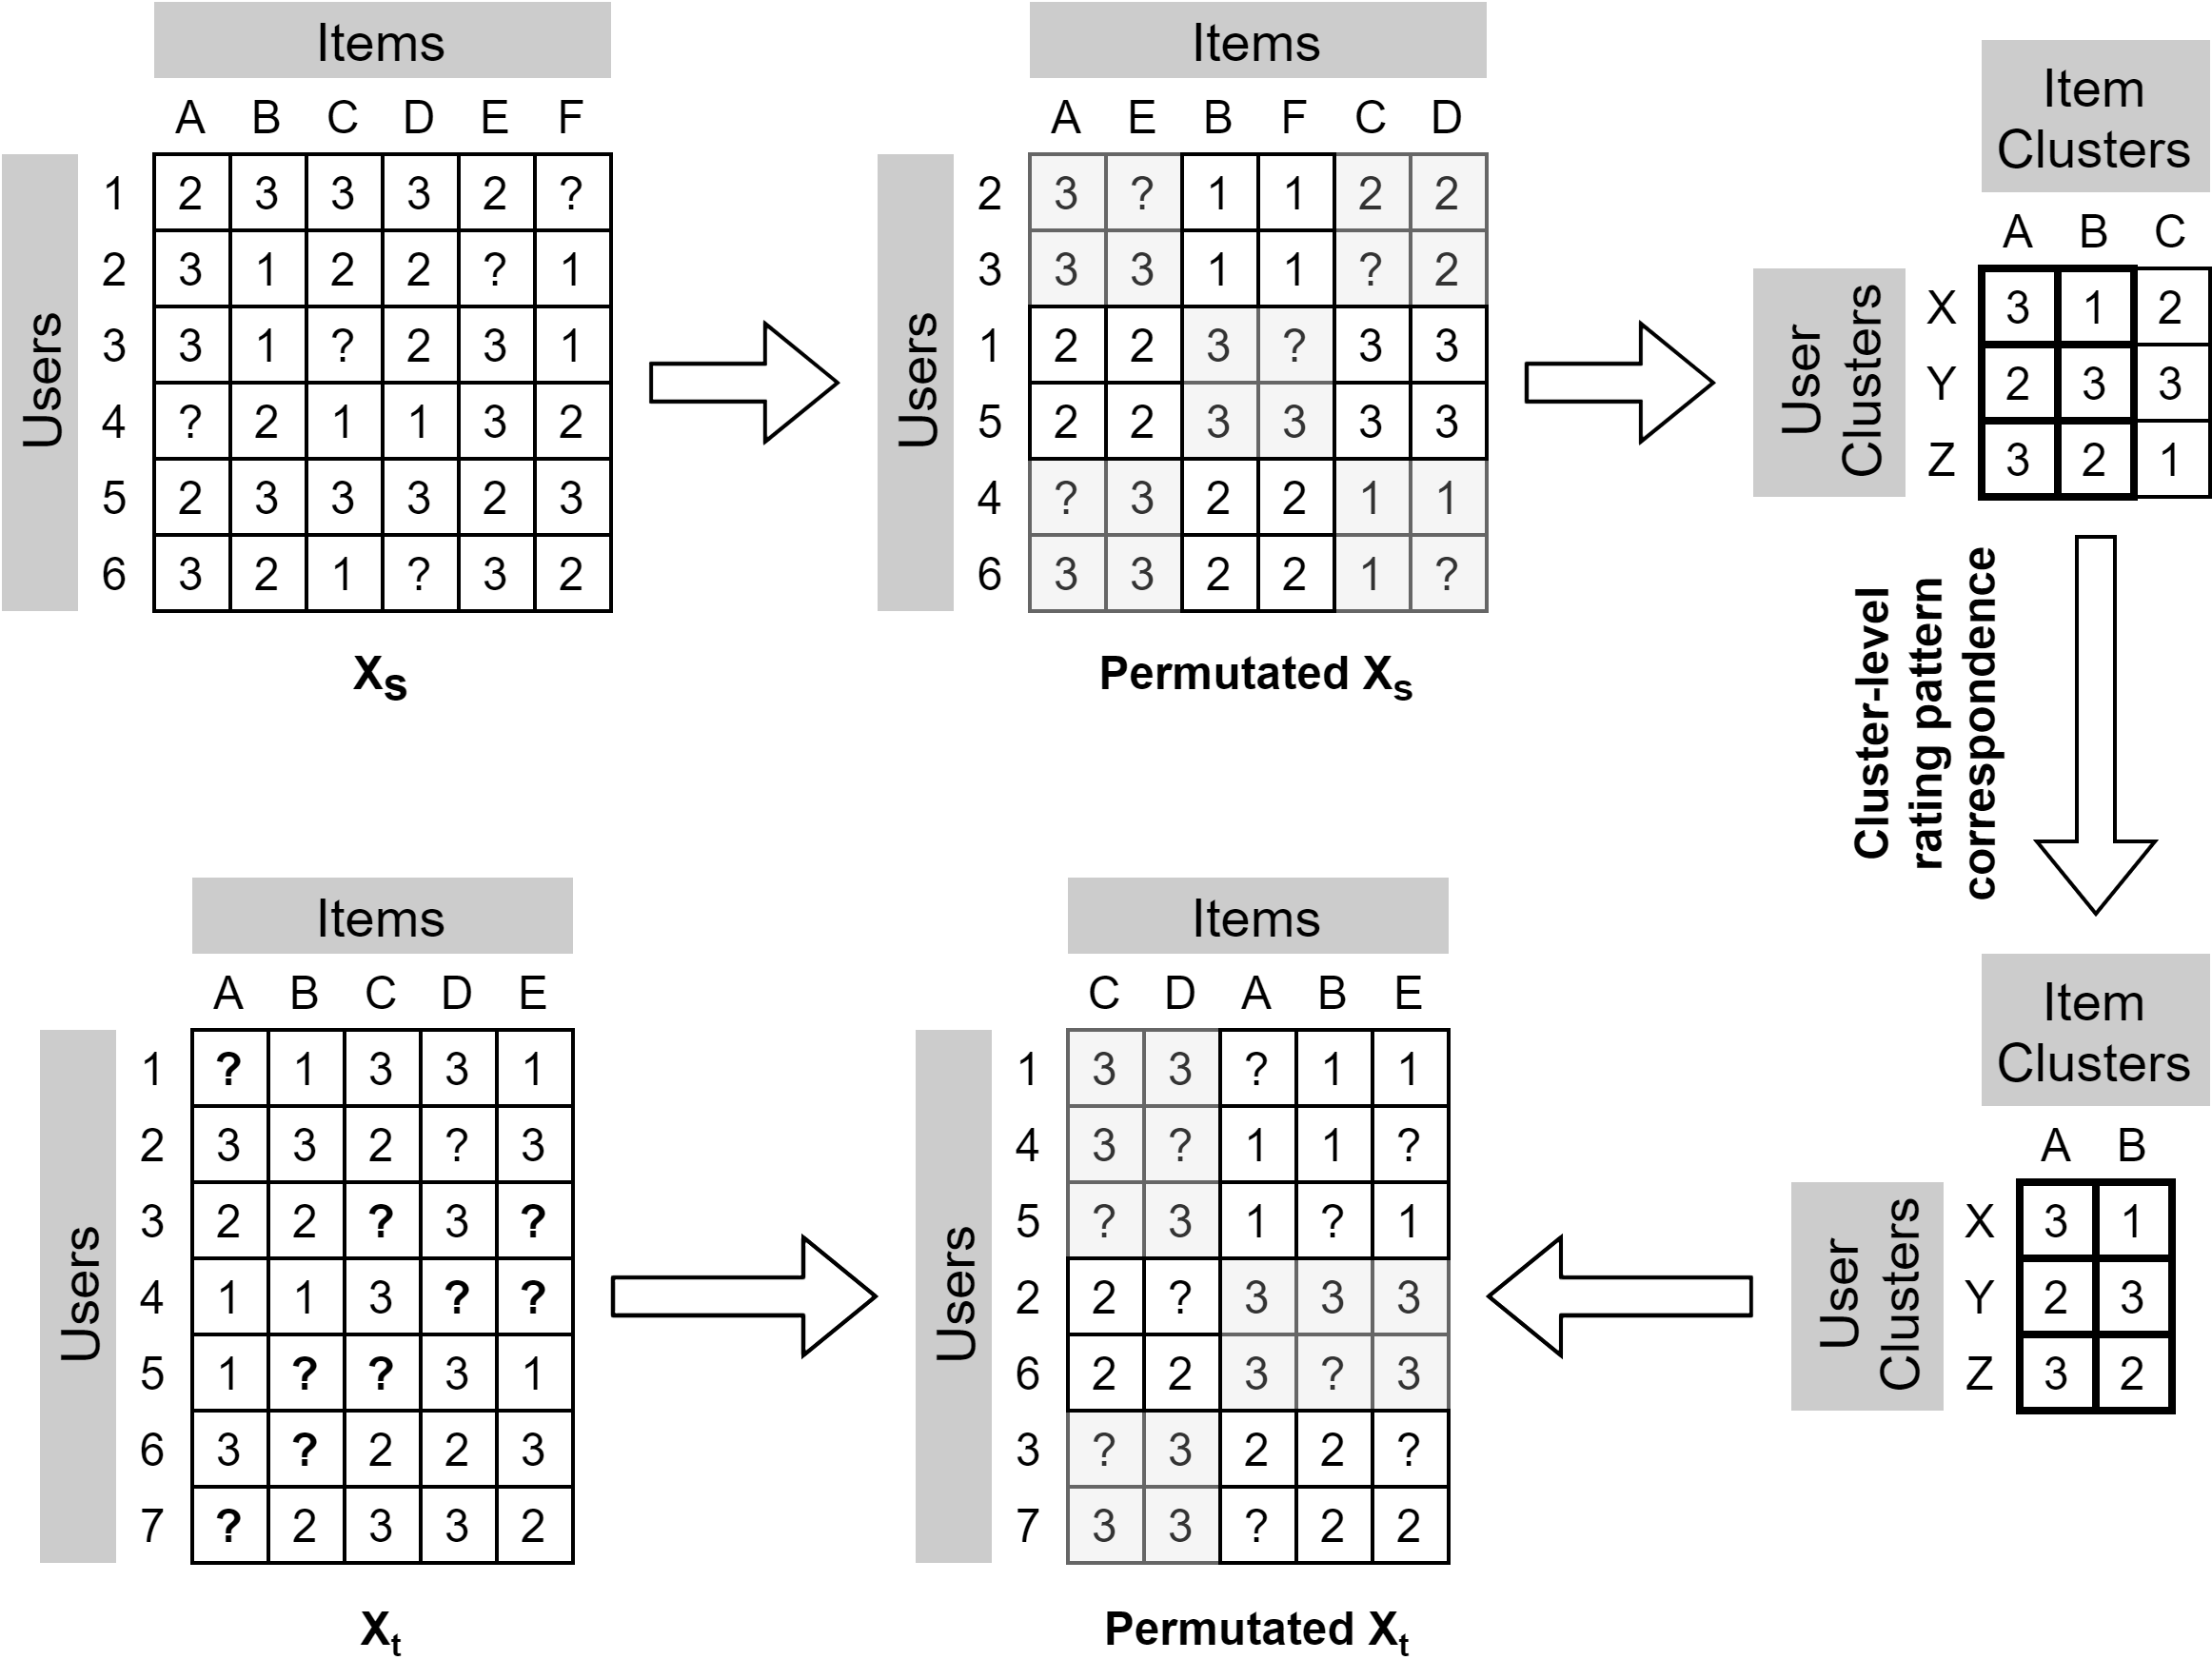 Items
A B C D E F
Users
1 2 3 3 3 2 ?
2 3 1 2 2 ? 1
3 3 1 ? 2 3 1
4 ? 2 1 1 3 2
5 2 3 3 3 2 3
6 3 2 1 ? 3 2
Xs
Items
A E B F C D
Users
2 3 ? 1 1 2 2
3 3 3 1 1 ? 2
1 2 2 3 ? 3 3
5 2 2 3 3 3 3
4 ? 3 2 2 1 1
6 3 3 2 2 1 ?
Permutated Xs
Item
Clusters
A B C
User
Clusters
X 3 1 2
Y 2 3 3
Z 3 2 1
Cluster-level
rating pattern
correspondence
Items
A B C D E
Users
1 ? 1 3 3 1
2 3 3 2 ? 3
3 2 2 ? 3 ?
4 1 1 3 ? ?
5 1 ? ? 3 1
6 3 ? 2 2 3
7 ? 2 3 3 2
Xt
Items
C D A B E
Users
1 3 3 ? 1 1
4 3 ? 1 1 ?
5 ? 3 1 ? 1
2 2 ? 3 3 3
6 2 2 3 ? 3
3 ? 3 2 2 ?
7 3 3 ? 2 2
Permutated Xt
Item
Clusters
A B
User
Clusters
X 3 1
Y 2 3
Z 3 2